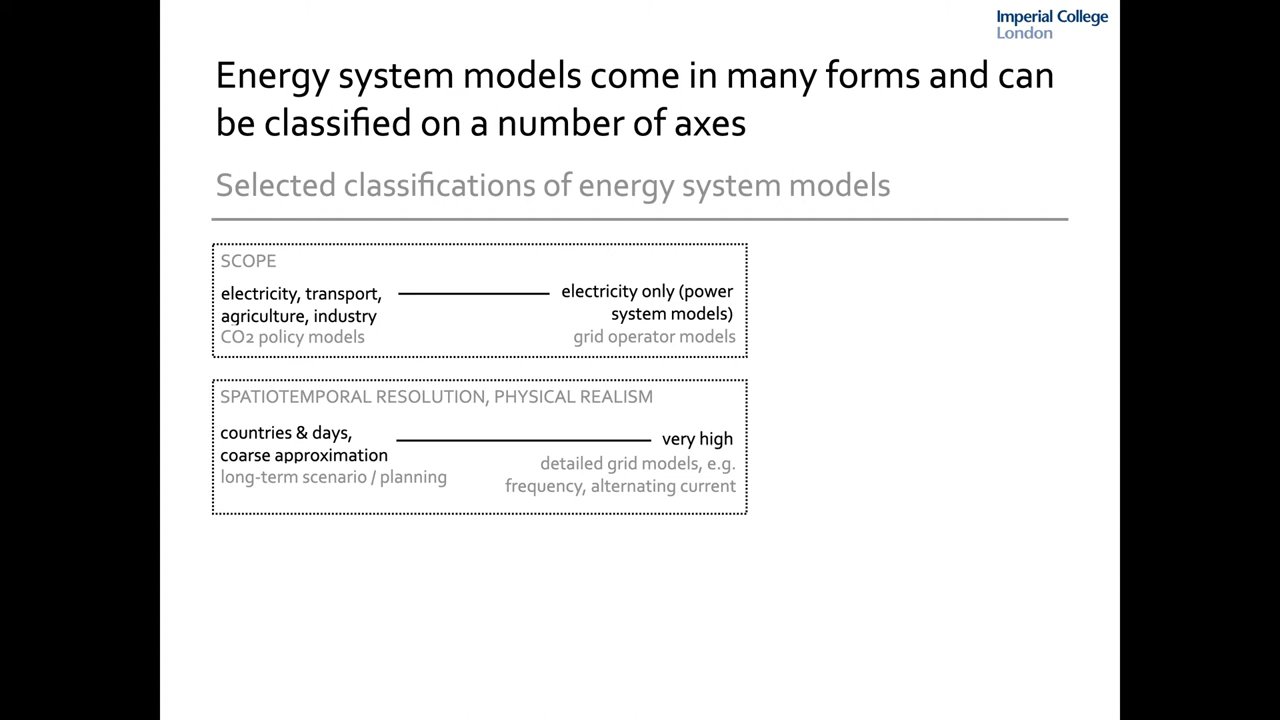 Imperial College
London
Energy system models come in many forms and can
be classified on a number of axes
Selected classifications of energy system models
SCOPE
electricity, transport,
agriculture, industry
CO2 policy models
electricity only (power
system models)
grid operator models
SPATIOTEMPORAL RESOLUTION, PHYSICAL REALISM
countries & days,
coarse approximation
long-term scenario / planning
very high
detailed grid models, e.g.
frequency, alternating current